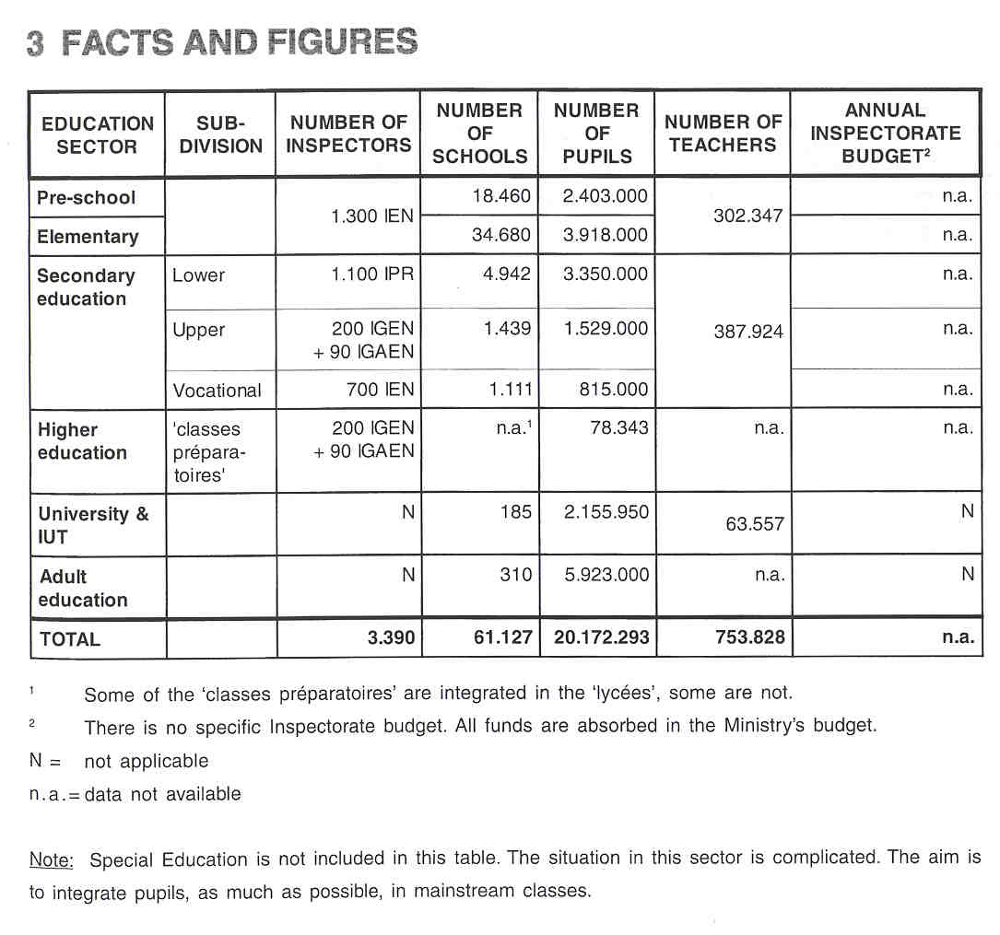 3 FACTS AND FIGURES
EDUCATION SECTOR | SUB-DIVISION | NUMBER OF INSPECTORS | NUMBER OF SCHOOLS | NUMBER OF PUPILS | NUMBER OF TEACHERS | ANNUAL INSPECTORATE BUDGET²
Pre-school | | 1.300 IEN | 18.460 | 2.403.000 | 302.347 | n.a.
Elementary | | | 34.680 | 3.918.000 | | n.a.
Secondary education | Lower | 1.100 IPR | 4.942 | 3.350.000 | 387.924 | n.a.
Upper | 200 IGEN + 90 IGAEN | 1.439 | 1.529.000 | | n.a.
Vocational | 700 IEN | 1.111 | 815.000 | | n.a.
Higher education | 'classes prépara-toires' | 200 IGEN + 90 IGAEN | n.a.¹ | 78.343 | n.a. | n.a.
University & IUT | | N | 185 | 2.155.950 | 63.557 | N
Adult education | | N | 310 | 5.923.000 | n.a. | N
TOTAL | | 3.390 | 61.127 | 20.172.293 | 753.828 | n.a.
¹ Some of the 'classes préparatoires' are integrated in the 'lycées', some are not.
² There is no specific Inspectorate budget. All funds are absorbed in the Ministry's budget.
N = not applicable
n.a.= data not available
Note: Special Education is not included in this table. The situation in this sector is complicated. The aim is
to integrate pupils, as much as possible, in mainstream classes.